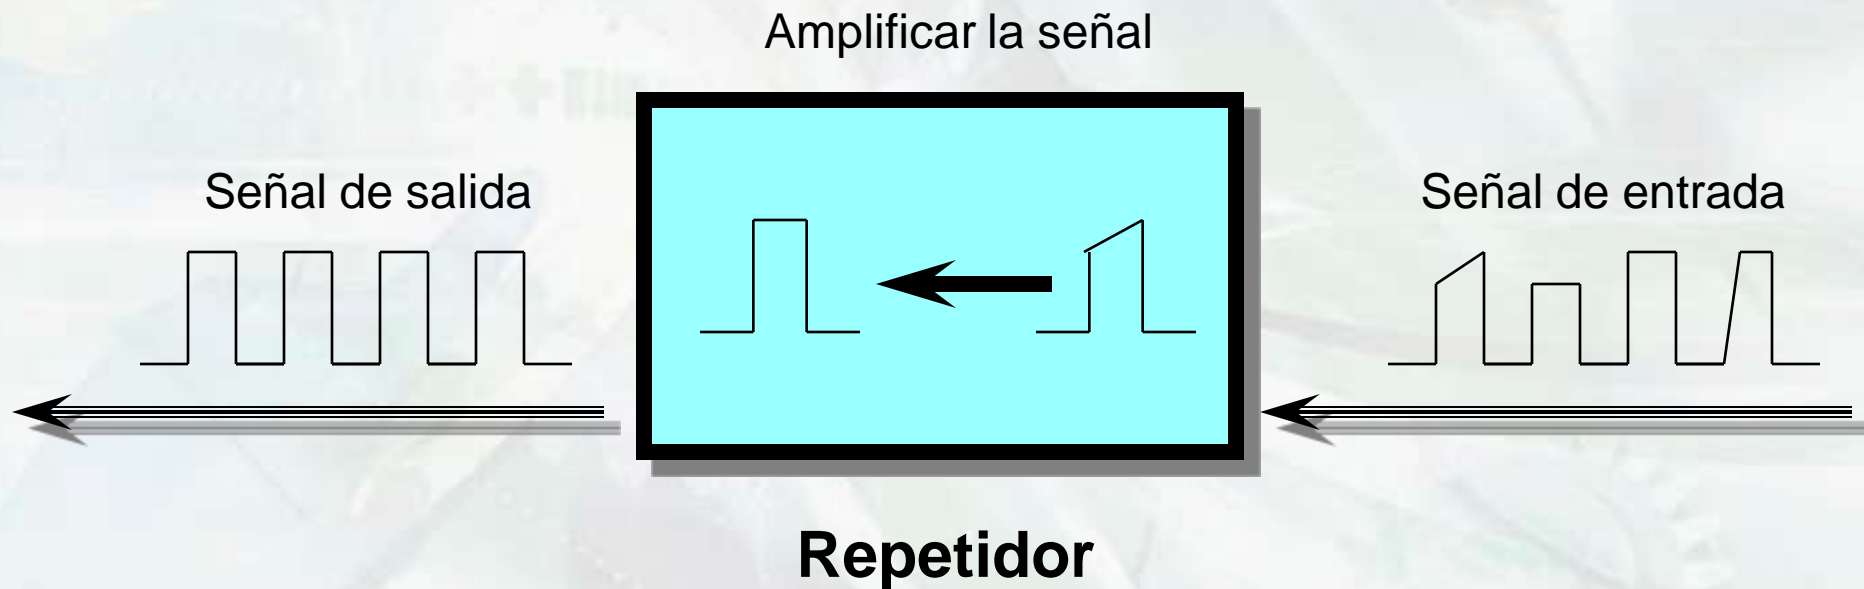 Amplificar la señal
Señal de salida
Señal de entrada
Repetidor